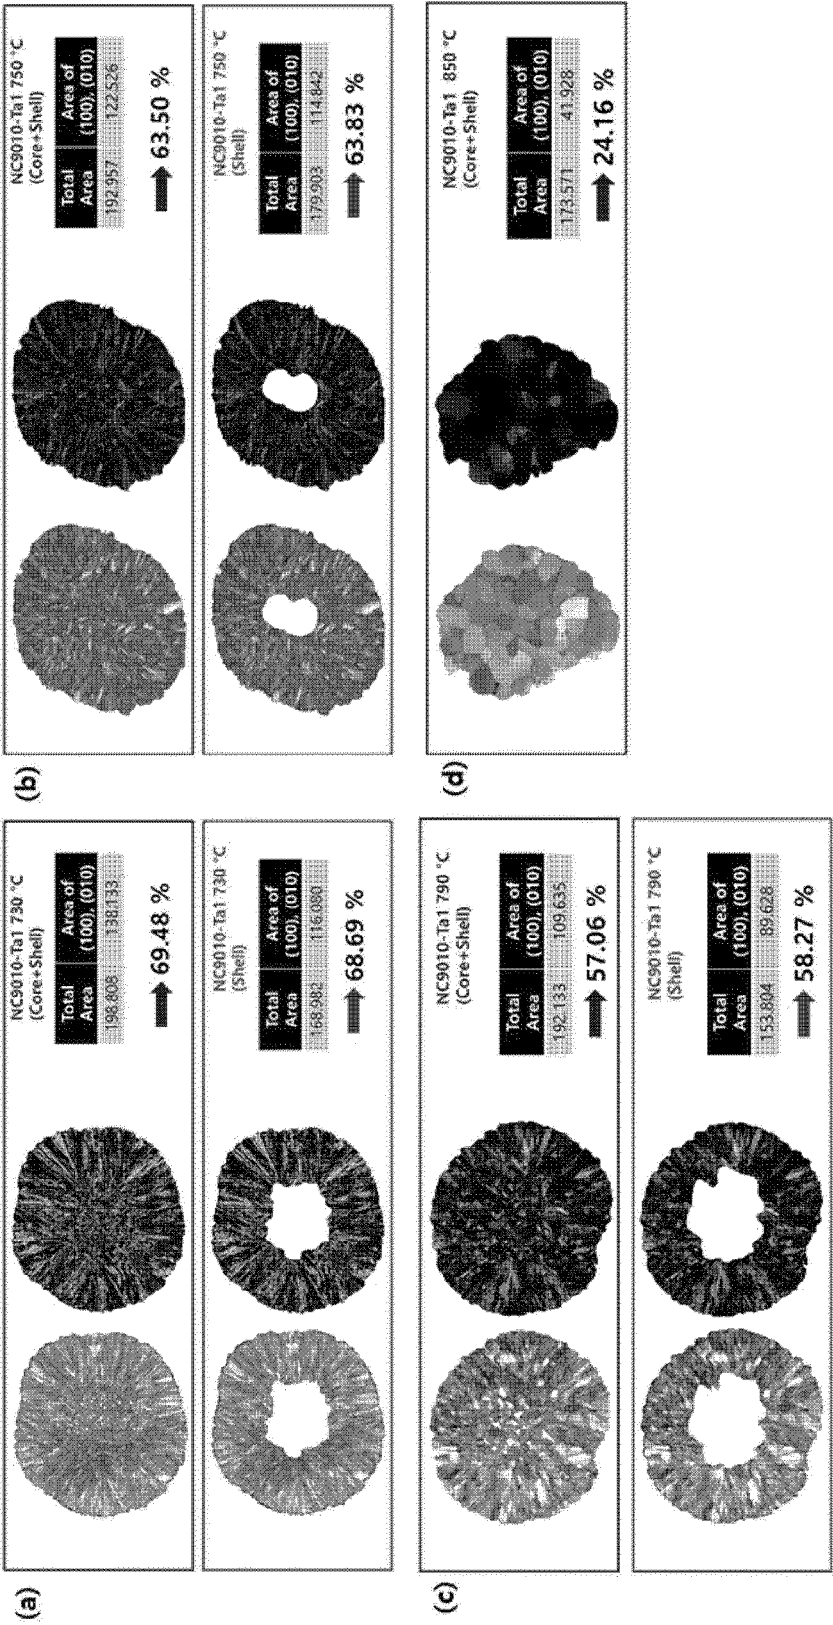 (a)
NC9010-Ta1 730 °C
(Core+Shell)
Total Area
Area of (100), (010)
198.808
138.133
69.48 %
NC9010-Ta1 730 °C
(Shell)
Total Area
Area of (100), (010)
168.982
116.080
68.69 %
(b)
NC9010-Ta1 750 °C
(Core+Shell)
Total Area
Area of (100), (010)
192.957
122.526
63.50 %
NC9010-Ta1 750 °C
(Shell)
Total Area
Area of (100), (010)
179.903
114.842
63.83 %
(c)
NC9010-Ta1 790 °C
(Core+Shell)
Total Area
Area of (100), (010)
192.133
109.635
57.06 %
NC9010-Ta1 790 °C
(Shell)
Total Area
Area of (100), (010)
153.804
89.628
58.27 %
(d)
NC9010-Ta1 850 °C
(Core+Shell)
Total Area
Area of (100), (010)
173.571
41.928
24.16 %